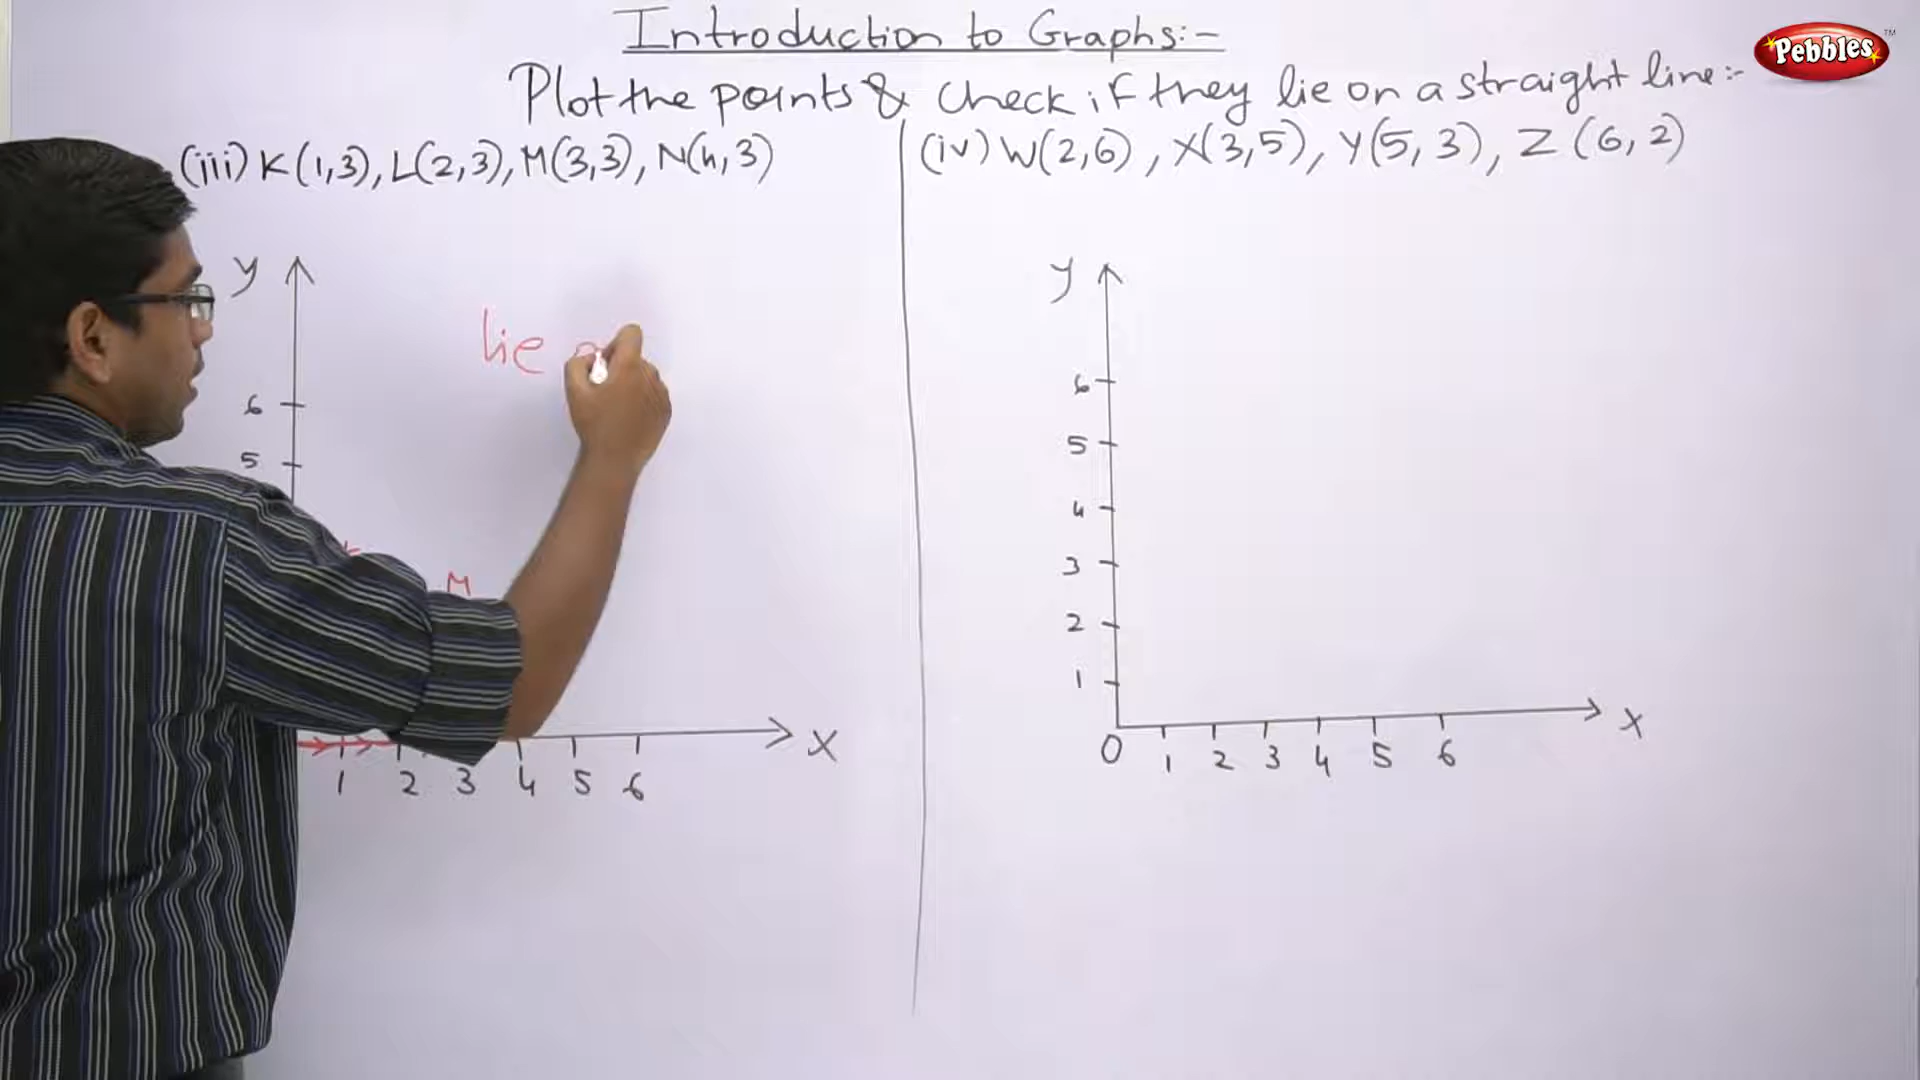 Introduction to Graphs:-
Pebbles™
Plot the points & check if they lie on a straight line:-
(iii) K(1,3), L(2,3), M(3,3), N(4,3)
(iv) W(2,6), X(3,5), Y(5,3), Z(6,2)
y
y
lie
6
6
5
5
4
3
M
2
1
x
x
0 1 2 3 4 5 6
1 2 3 4 5 6